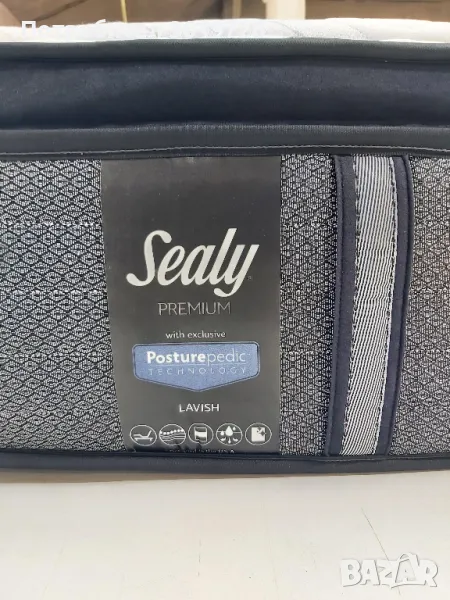 Sealy
PREMIUM
with exclusive
Posturepedic
TECHNOLOGY
LAVISH
BAZAR